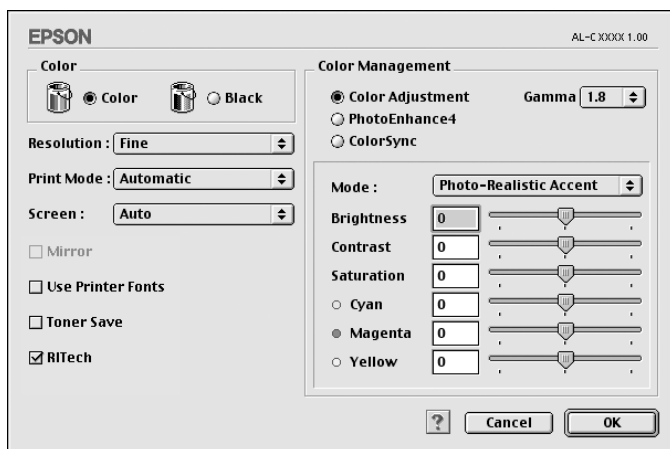 EPSON
AL-C XXXX 1.00
Color
Color
Black
Resolution : Fine
Print Mode : Automatic
Screen : Auto
Mirror
Use Printer Fonts
Toner Save
RITech
Color Management
Color Adjustment
Gamma 1.8
PhotoEnhance4
ColorSync
Mode : Photo-Realistic Accent
Brightness 0
Contrast 0
Saturation 0
Cyan 0
Magenta 0
Yellow 0
?
Cancel
OK